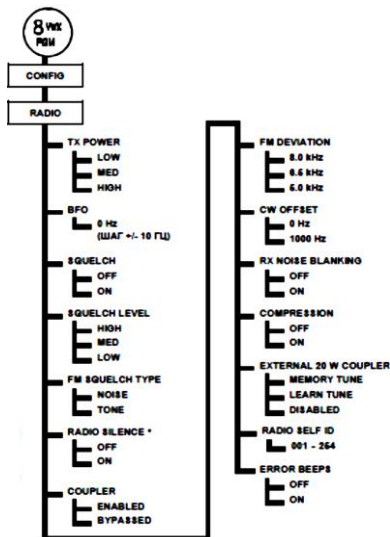 8 УКХ
PGM
CONFIG
RADIO
TX POWER
LOW
MED
HIGH
BFO
0 Hz
(ШАГ +/- 10 ГЦ)
SQUELCH
OFF
ON
SQUELCH LEVEL
HIGH
MED
LOW
FM SQUELCH TYPE
NOISE
TONE
RADIO SILENCE *
OFF
ON
COUPLER
ENABLED
BYPASSED
FM DEVIATION
8.0 kHz
6.5 kHz
5.0 kHz
CW OFFSET
0 Hz
1000 Hz
RX NOISE BLANKING
OFF
ON
COMPRESSION
OFF
ON
EXTERNAL 20 W COUPLER
MEMORY TUNE
LEARN TUNE
DISABLED
RADIO SELF ID
001 - 254
ERROR BEEPS
OFF
ON